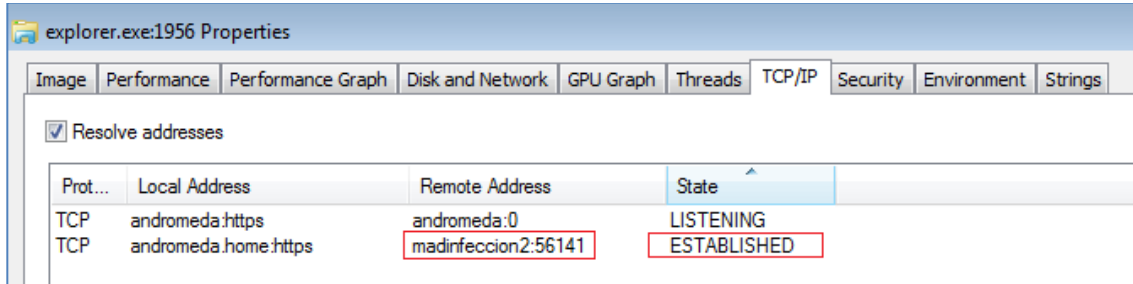 explorer.exe:1956 Properties
Image Performance Performance Graph Disk and Network GPU Graph Threads TCP/IP Security Environment Strings
Resolve addresses
Prot... Local Address Remote Address State
TCP andromeda:https andromeda:0 LISTENING
TCP andromeda.home:https madinfeccion2:56141 ESTABLISHED